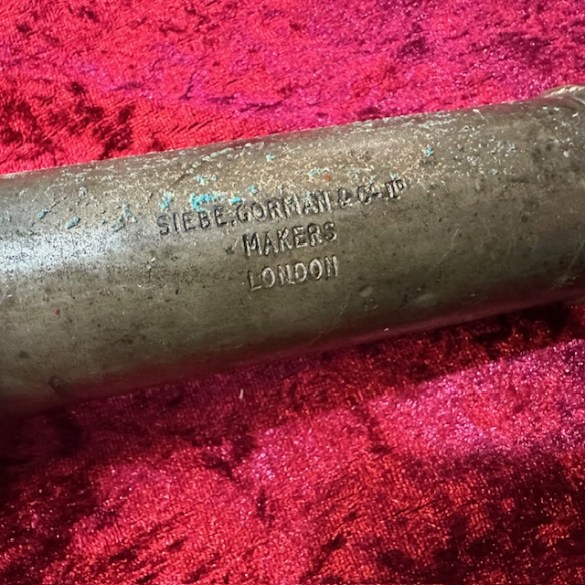 SIEBE, GORMAN & Co. LTD
MAKERS
LONDON